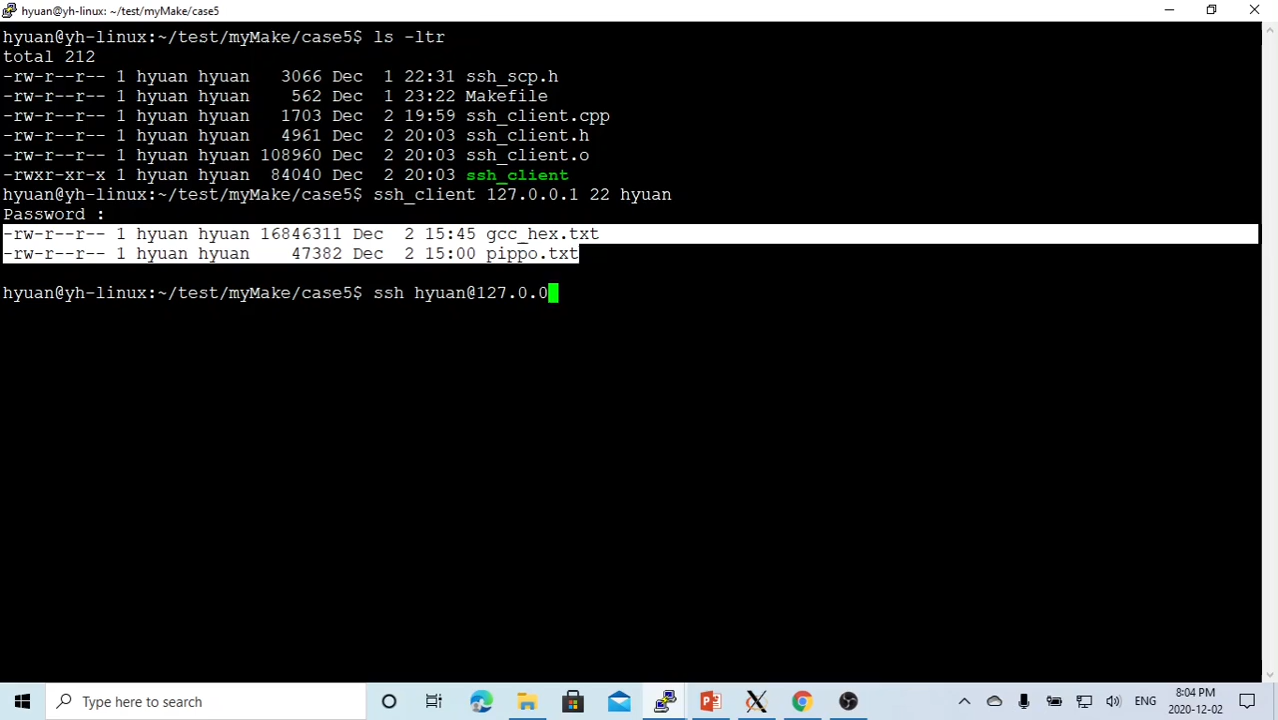 hyuan@yh-linux: ~/test/myMake/case5
hyuan@yh-linux:~/test/myMake/case5$ ls -ltr
total 212
-rw-r--r-- 1 hyuan hyuan   3066 Dec  1 22:31 ssh_scp.h
-rw-r--r-- 1 hyuan hyuan    562 Dec  1 23:22 Makefile
-rw-r--r-- 1 hyuan hyuan   1703 Dec  2 19:59 ssh_client.cpp
-rw-r--r-- 1 hyuan hyuan   4961 Dec  2 20:03 ssh_client.h
-rw-r--r-- 1 hyuan hyuan 108960 Dec  2 20:03 ssh_client.o
-rwxr-xr-x 1 hyuan hyuan  84040 Dec  2 20:03 ssh_client
hyuan@yh-linux:~/test/myMake/case5$ ssh_client 127.0.0.1 22 hyuan
Password :
-rw-r--r-- 1 hyuan hyuan 16846311 Dec  2 15:45 gcc_hex.txt
-rw-r--r-- 1 hyuan hyuan    47382 Dec  2 15:00 pippo.txt
hyuan@yh-linux:~/test/myMake/case5$ ssh hyuan@127.0.0
Type here to search
ENG
8:04 PM
2020-12-02